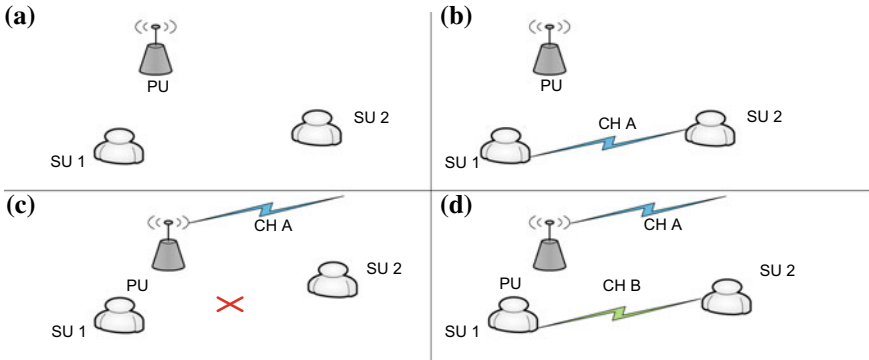 (a)
PU
SU 1
SU 2
(b)
PU
CH A
SU 1
SU 2
(c)
CH A
PU
SU 1
SU 2
(d)
CH A
PU
CH B
SU 1
SU 2